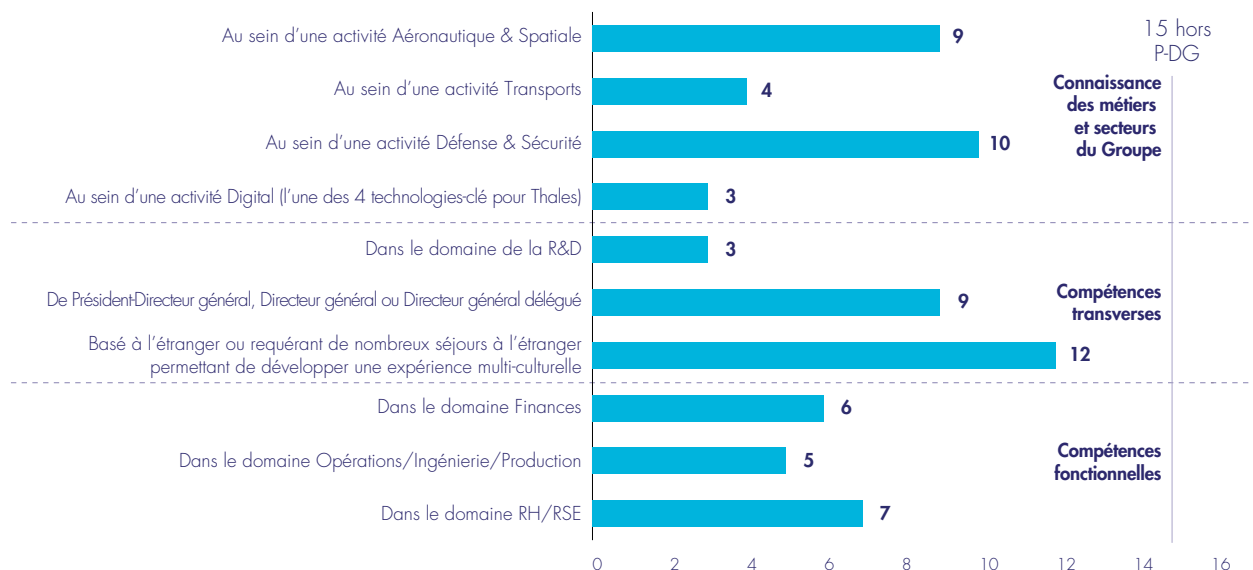 Au sein d'une activité Aéronautique & Spatiale
9
15 hors
P-DG
Au sein d'une activité Transports
4
Connaissance
des métiers
et secteurs
du Groupe
Au sein d'une activité Défense & Sécurité
10
Au sein d'une activité Digital (l'une des 4 technologies-clé pour Thales)
3
Dans le domaine de la R&D
3
De Président-Directeur général, Directeur général ou Directeur général délégué
9
Compétences
transverses
Basé à l'étranger ou requérant de nombreux séjours à l'étranger
permettant de développer une expérience multi-culturelle
12
Dans le domaine Finances
6
Dans le domaine Opérations/Ingénierie/Production
5
Compétences
fonctionnelles
Dans le domaine RH/RSE
7
0 2 4 6 8 10 12 14 16